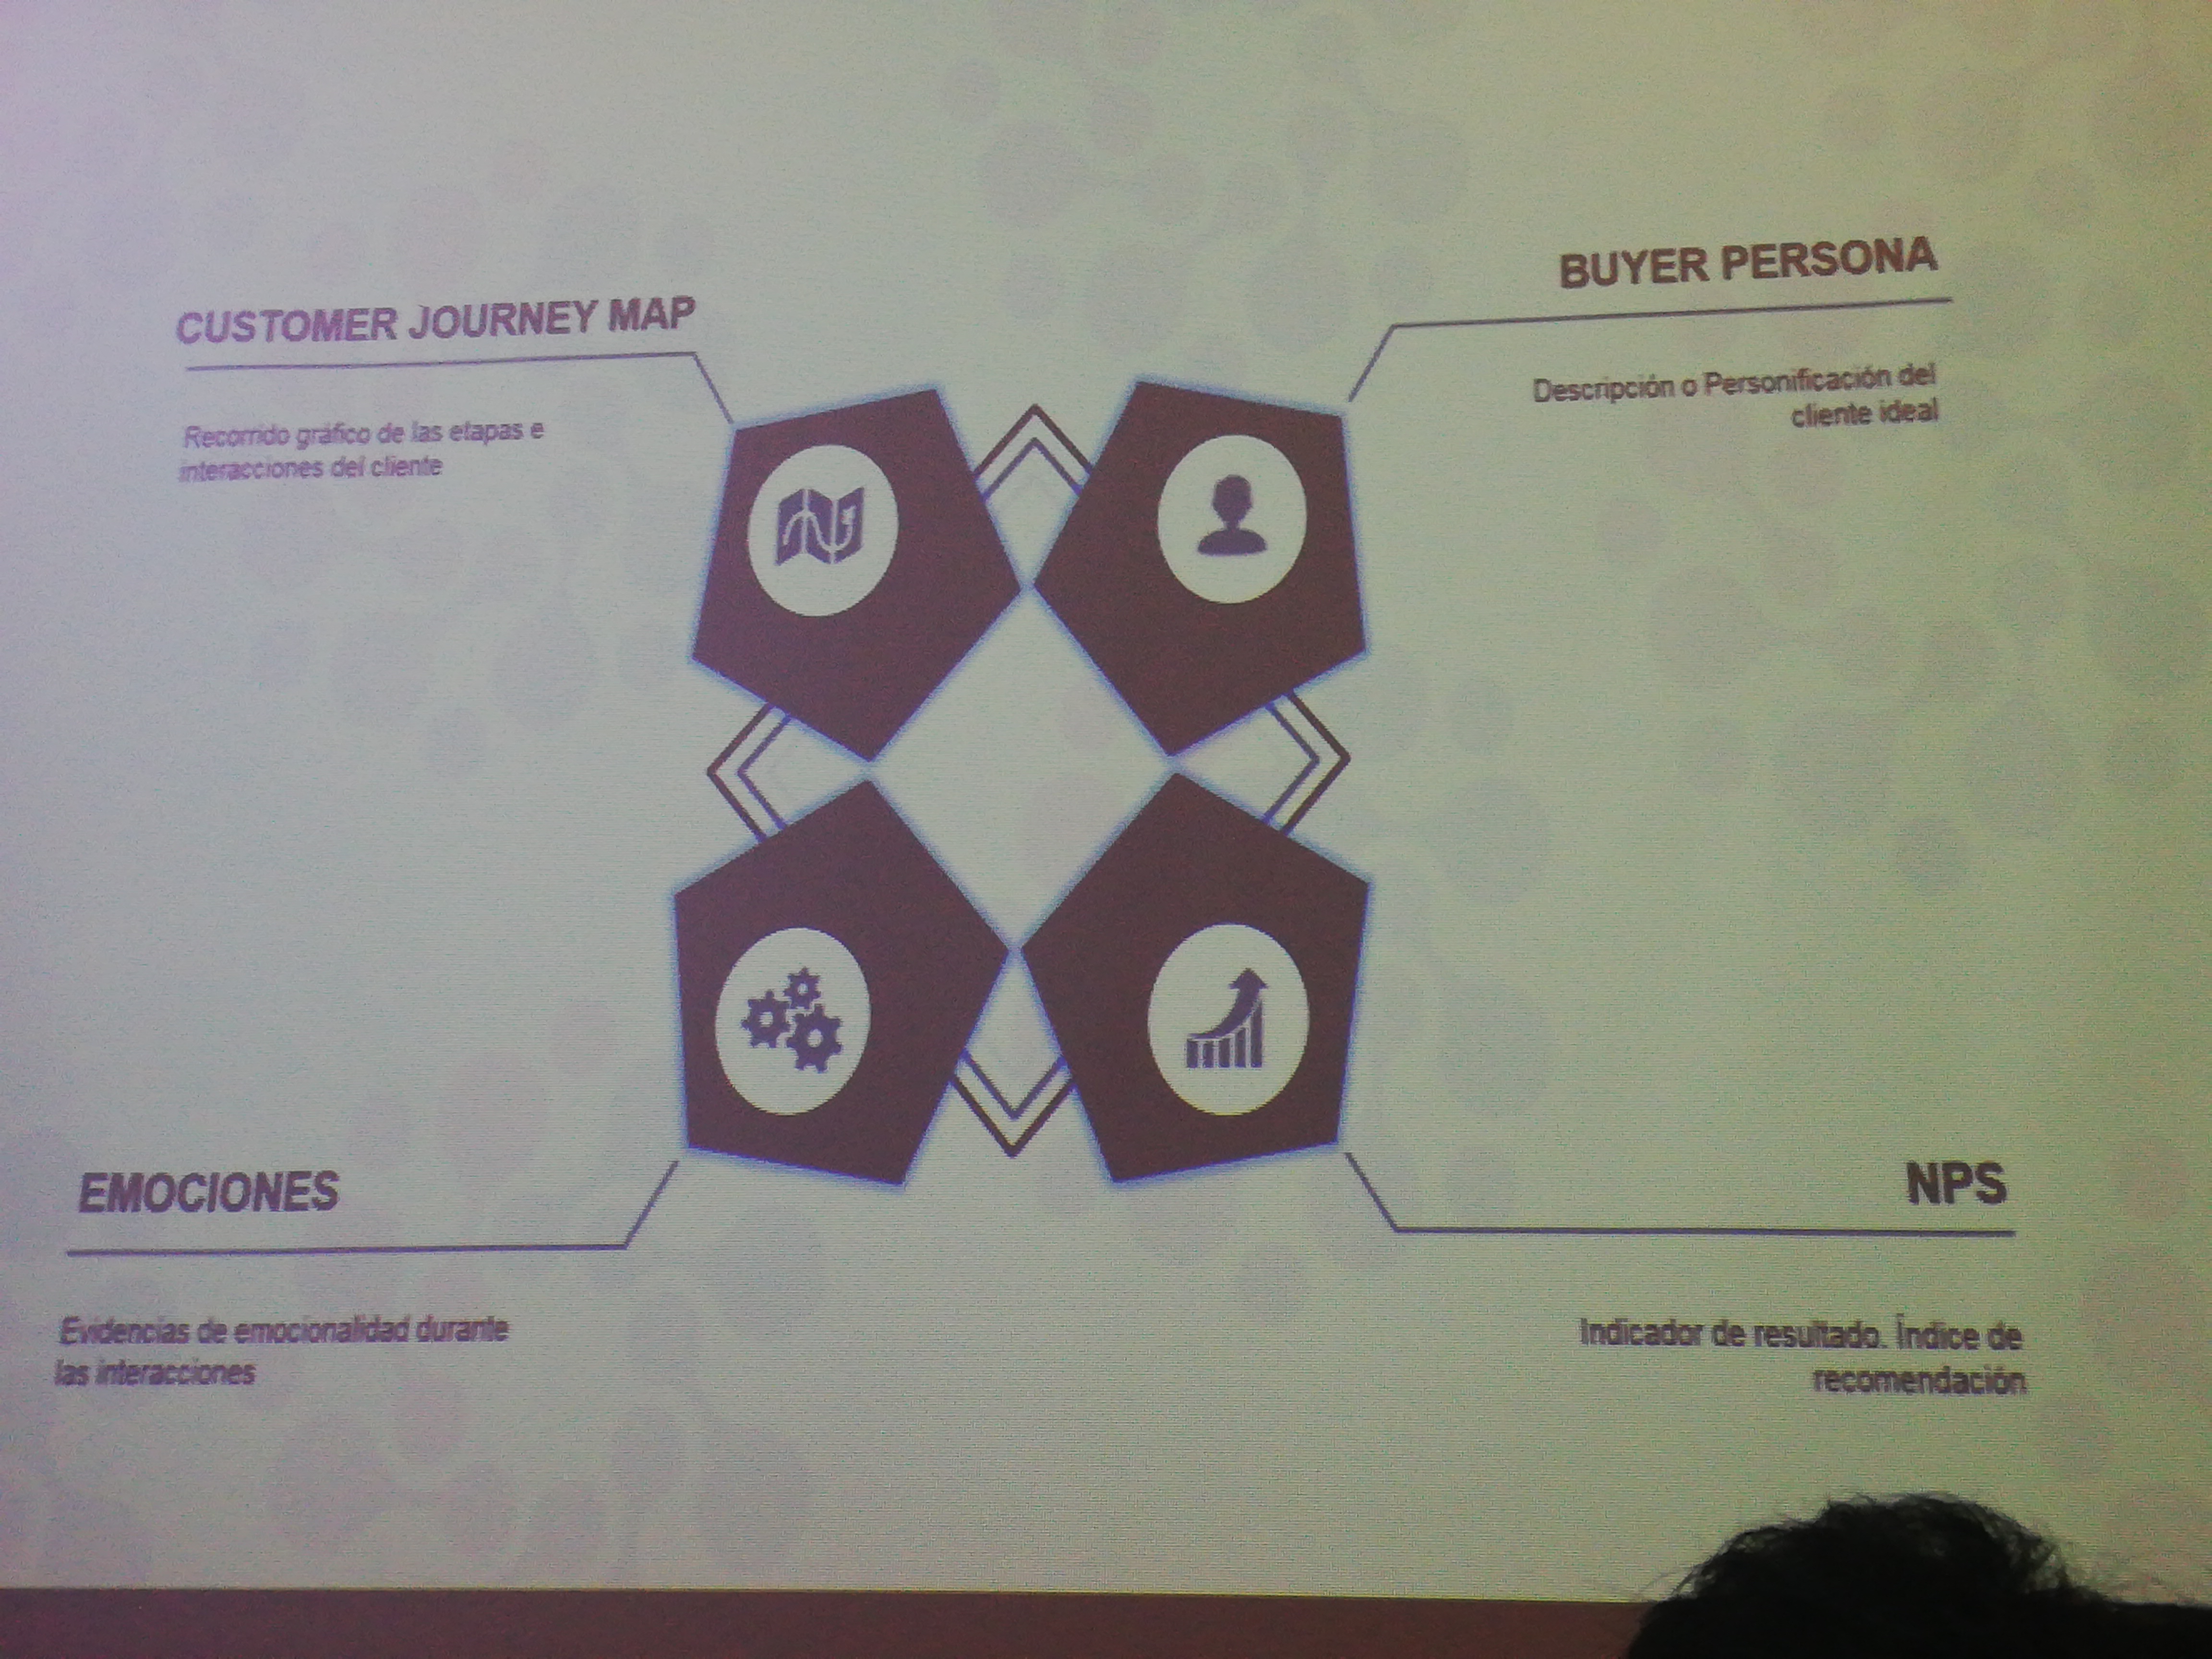 CUSTOMER JOURNEY MAP
Recorrido gráfico de las etapas e
interacciones del cliente
BUYER PERSONA
Descripción o Personificación del
cliente ideal
EMOCIONES
Evidencias de emocionalidad durante
las interacciones
NPS
Indicador de resultado. Índice de
recomendación